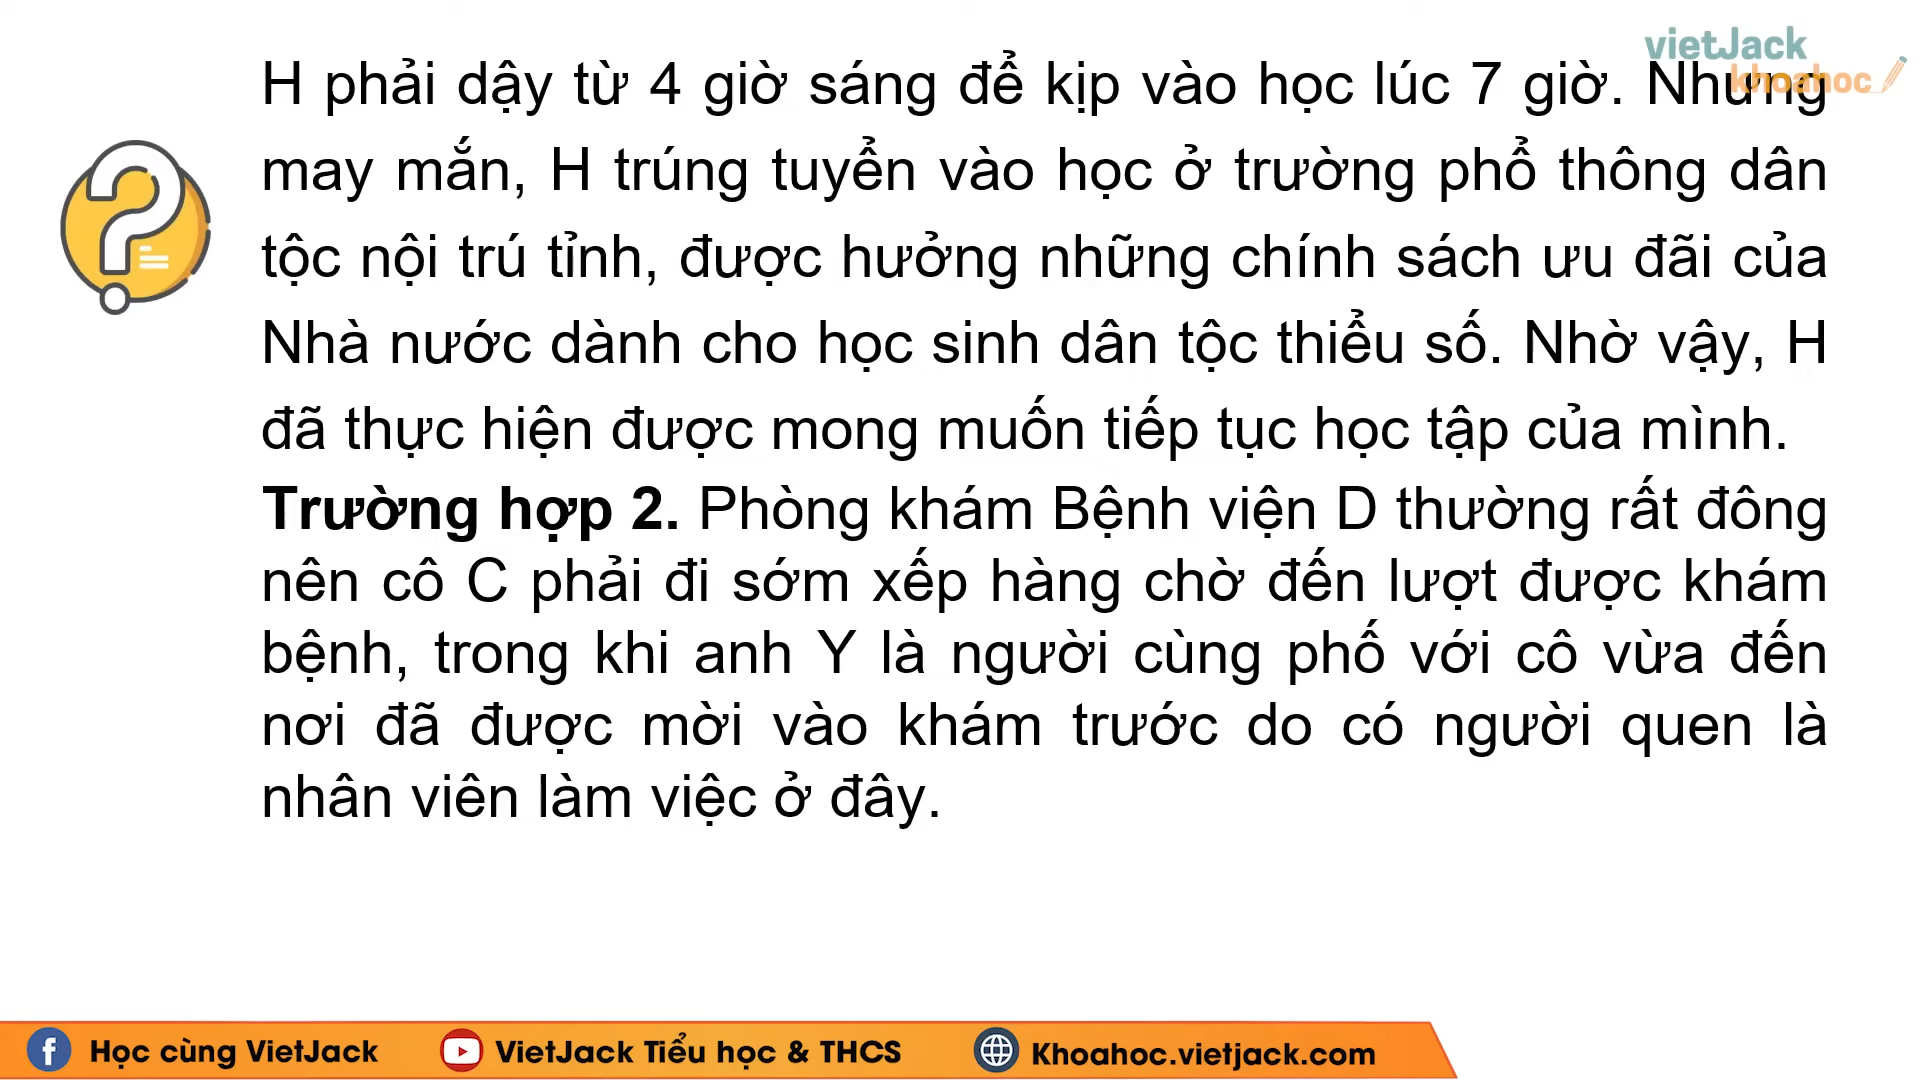 vietJack
khoahoc
H phải dậy từ 4 giờ sáng để kịp vào học lúc 7 giờ. Nhưng
may mắn, H trúng tuyển vào học ở trường phổ thông dân
tộc nội trú tỉnh, được hưởng những chính sách ưu đãi của
Nhà nước dành cho học sinh dân tộc thiểu số. Nhờ vậy, H
đã thực hiện được mong muốn tiếp tục học tập của mình.
Trường hợp 2. Phòng khám Bệnh viện D thường rất đông
nên cô C phải đi sớm xếp hàng chờ đến lượt được khám
bệnh, trong khi anh Y là người cùng phố với cô vừa đến
nơi đã được mời vào khám trước do có người quen là
nhân viên làm việc ở đây.
Học cùng VietJack
VietJack Tiểu học & THCS
Khoahoc.vietjack.com